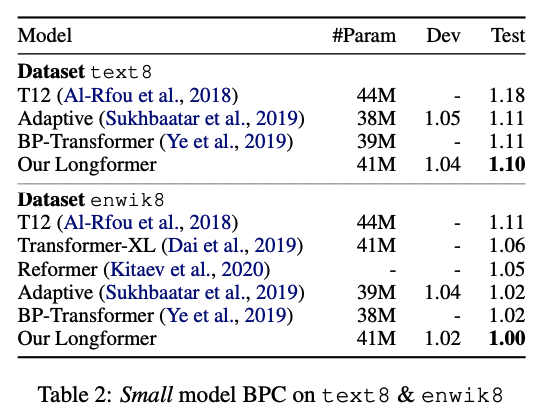 Model #Param Dev Test
Dataset text8
T12 (Al-Rfou et al., 2018) 44M - 1.18
Adaptive (Sukhbaatar et al., 2019) 38M 1.05 1.11
BP-Transformer (Ye et al., 2019) 39M - 1.11
Our Longformer 41M 1.04 1.10
Dataset enwik8
T12 (Al-Rfou et al., 2018) 44M - 1.11
Transformer-XL (Dai et al., 2019) 41M - 1.06
Reformer (Kitaev et al., 2020) - - 1.05
Adaptive (Sukhbaatar et al., 2019) 39M 1.04 1.02
BP-Transformer (Ye et al., 2019) 38M - 1.02
Our Longformer 41M 1.02 1.00
Table 2: Small model BPC on text8 & enwik8